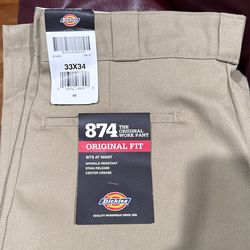 Dickies
33X34
874 THE ORIGINAL WORK PANT
ORIGINAL FIT
SITS AT WAIST
WRINKLE RESISTANT
STAIN RELEASE
CENTER CREASE
Dickies
QUALITY WORKWEAR SINCE 1922